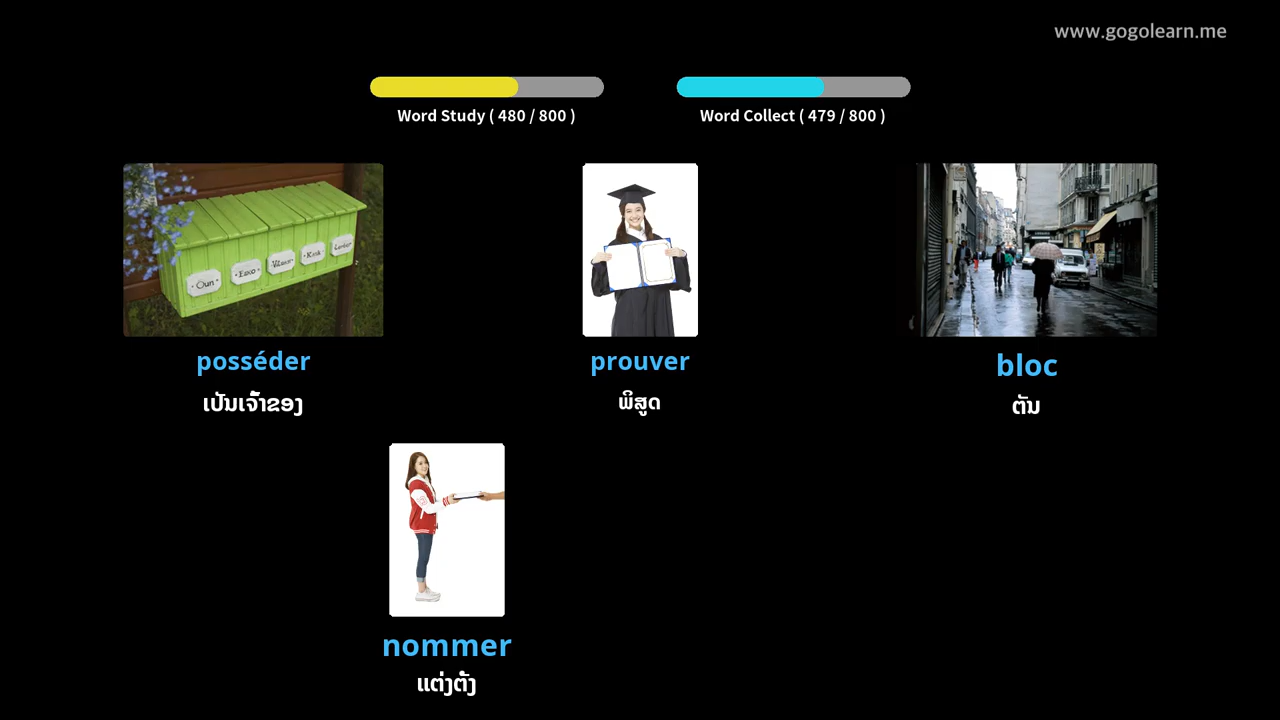 www.gogolearn.me
Word Study ( 480 / 800 )
Word Collect ( 479 / 800 )
posséder
ເປັນເຈົ້າຂອງ
prouver
ພິສູດ
bloc
ຕັນ
nommer
ແຕ່ງຕັ້ງ